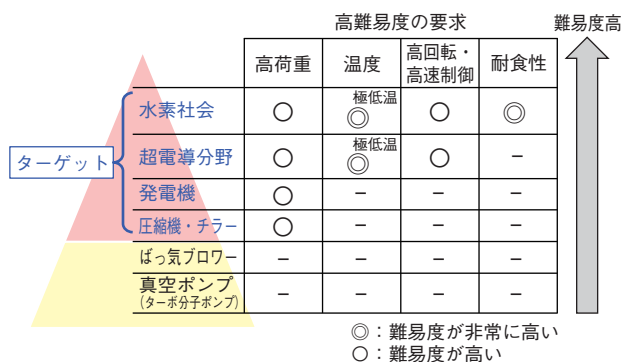 高難易度の要求
難易度高
高荷重 温度 高回転・高速制御 耐食性
水素社会 ○ 極低温◎ ○ ◎
ターゲット
超電導分野 ○ 極低温◎ ○ −
発電機 ○ − − −
圧縮機・チラー ○ − − −
ばっ気ブロワー − − − −
真空ポンプ(ターボ分子ポンプ) − − − −
◎：難易度が非常に高い
○：難易度が高い